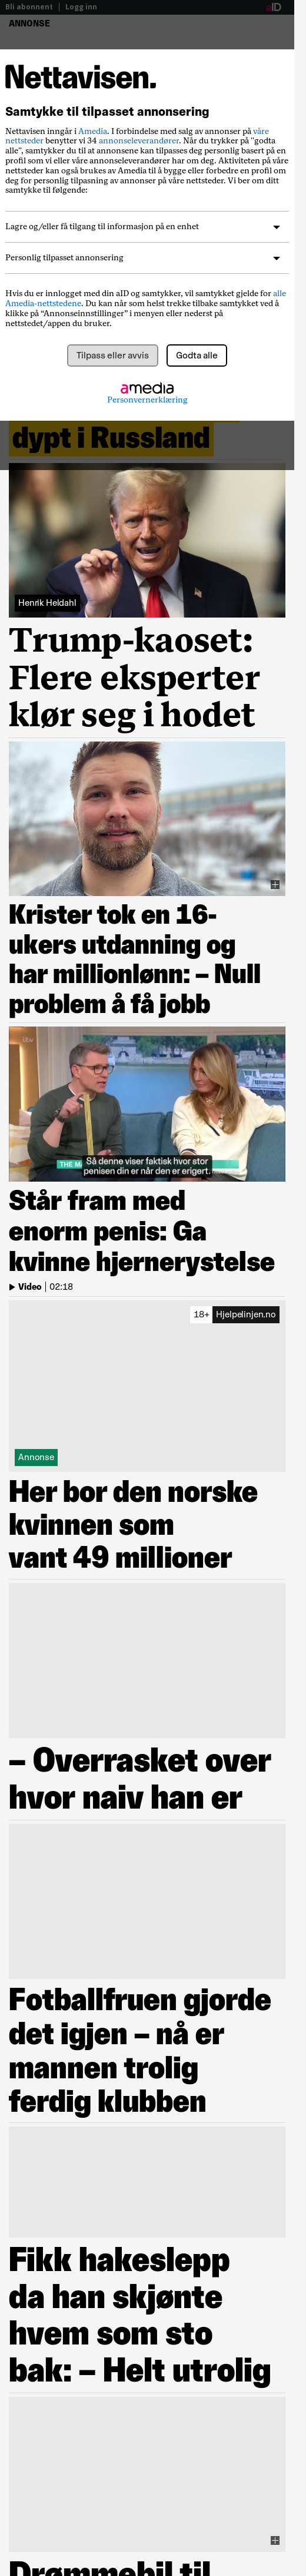 Bli abonnent | Logg inn aID
ANNONSE
Nettavisen.
Samtykke til tilpasset annonsering
Nettavisen inngår i Amedia. I forbindelse med salg av annonser på våre
nettsteder benytter vi 34 annonseleverandører. Når du trykker på "godta
alle", samtykker du til at annonsene kan tilpasses deg personlig basert på en
profil som vi eller våre annonseleverandører har om deg. Aktiviteten på våre
nettsteder kan også brukes av Amedia til å bygge eller forbedre en profil om
deg for personlig tilpasning av annonser på våre nettsteder. Vi ber om ditt
samtykke til følgende:
Lagre og/eller få tilgang til informasjon på en enhet
Personlig tilpasset annonsering
Hvis du er innlogget med din aID og samtykker, vil samtykket gjelde for alle
Amedia-nettstedene. Du kan når som helst trekke tilbake samtykket ved å
klikke på “Annonseinnstillinger” i menyen eller nederst på
nettstedet/appen du bruker.
Tilpass eller avvis Godta alle
amedia
Personvernerklæring
dypt i Russland
Henrik Heldahl
Trump-kaoset:
Flere eksperter
klør seg i hodet
Krister tok en 16-
ukers utdanning og
har millionlønn: – Null
problem å få jobb
itv
Så denne viser faktisk hvor stor
THE MA penisen din er når den er erigert.
Står fram med
enorm penis: Ga
kvinne hjernerystelse
Video | 02:18
18+ Hjelpelinjen.no
Annonse
Her bor den norske
kvinnen som
vant 49 millioner
– Overrasket over
hvor naiv han er
Fotballfruen gjorde
det igjen – nå er
mannen trolig
ferdig klubben
Fikk hakeslepp
da han skjønte
hvem som sto
bak: – Helt utrolig
Drømmebil til